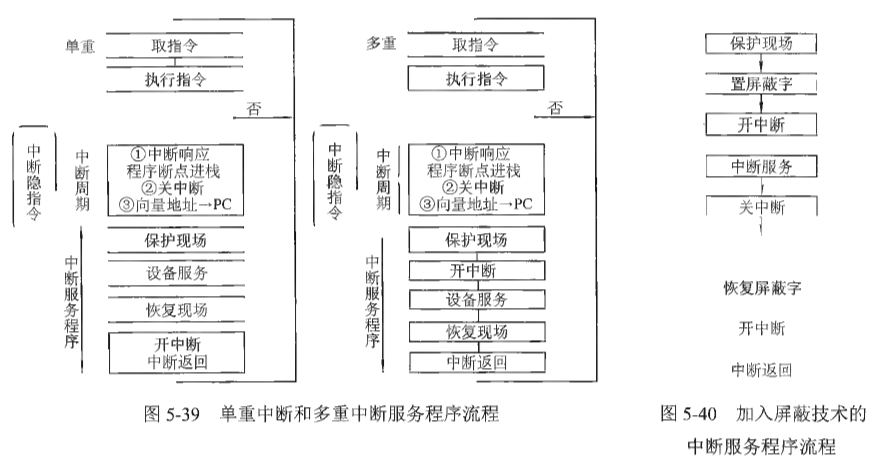 单重
取指令
执行指令
否
中断隐指令
中断周期
①中断响应
程序断点进栈
②关中断
③向量地址→PC
中断服务程序
保护现场
设备服务
恢复现场
开中断
中断返回
多重
取指令
执行指令
否
中断隐指令
中断周期
①中断响应
程序断点进栈
②关中断
③向量地址→PC
中断服务程序
保护现场
开中断
设备服务
恢复现场
中断返回
图 5-39 单重中断和多重中断服务程序流程
保护现场
置屏蔽字
开中断
中断服务
关中断
恢复屏蔽字
开中断
中断返回
图 5-40 加入屏蔽技术的
中断服务程序流程